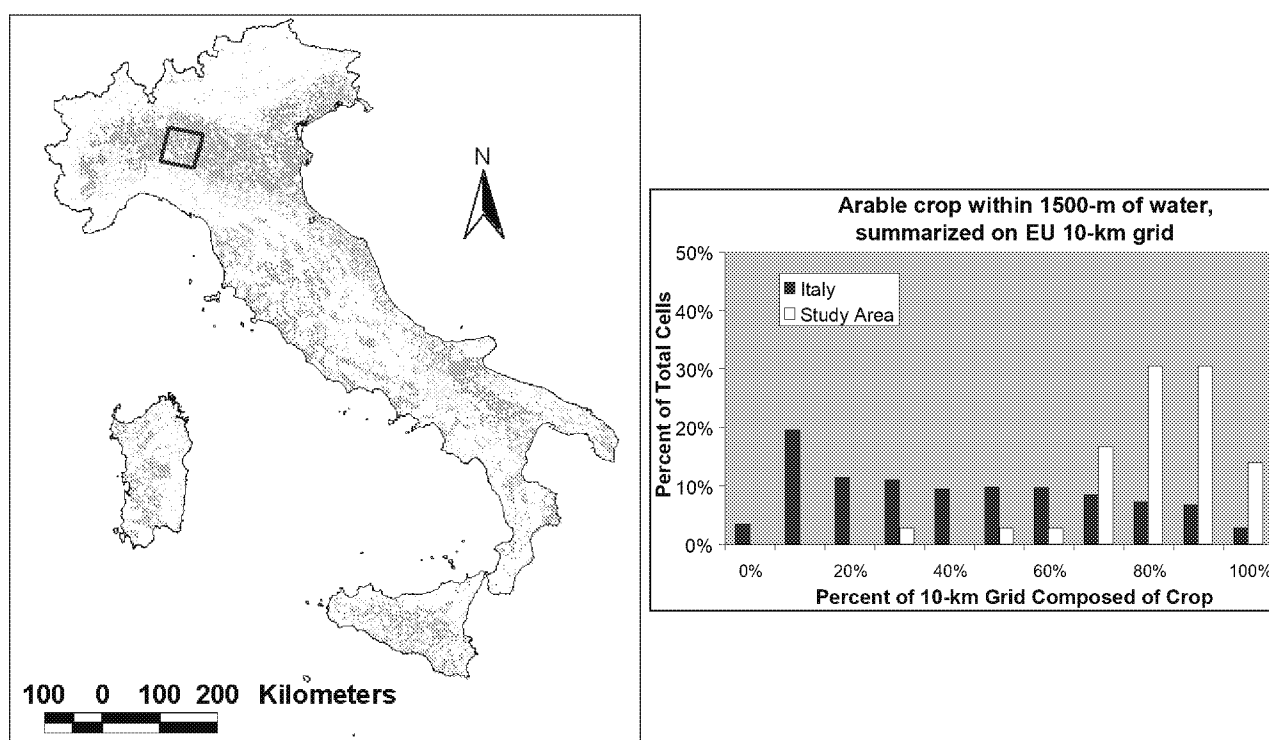 N
100 0 100 200 Kilometers
Arable crop within 1500-m of water,
summarized on EU 10-km grid
50%
40%
30%
20%
10%
0%
Percent of Total Cells
Italy
Study Area
0% 20% 40% 60% 80% 100%
Percent of 10-km Grid Composed of Crop